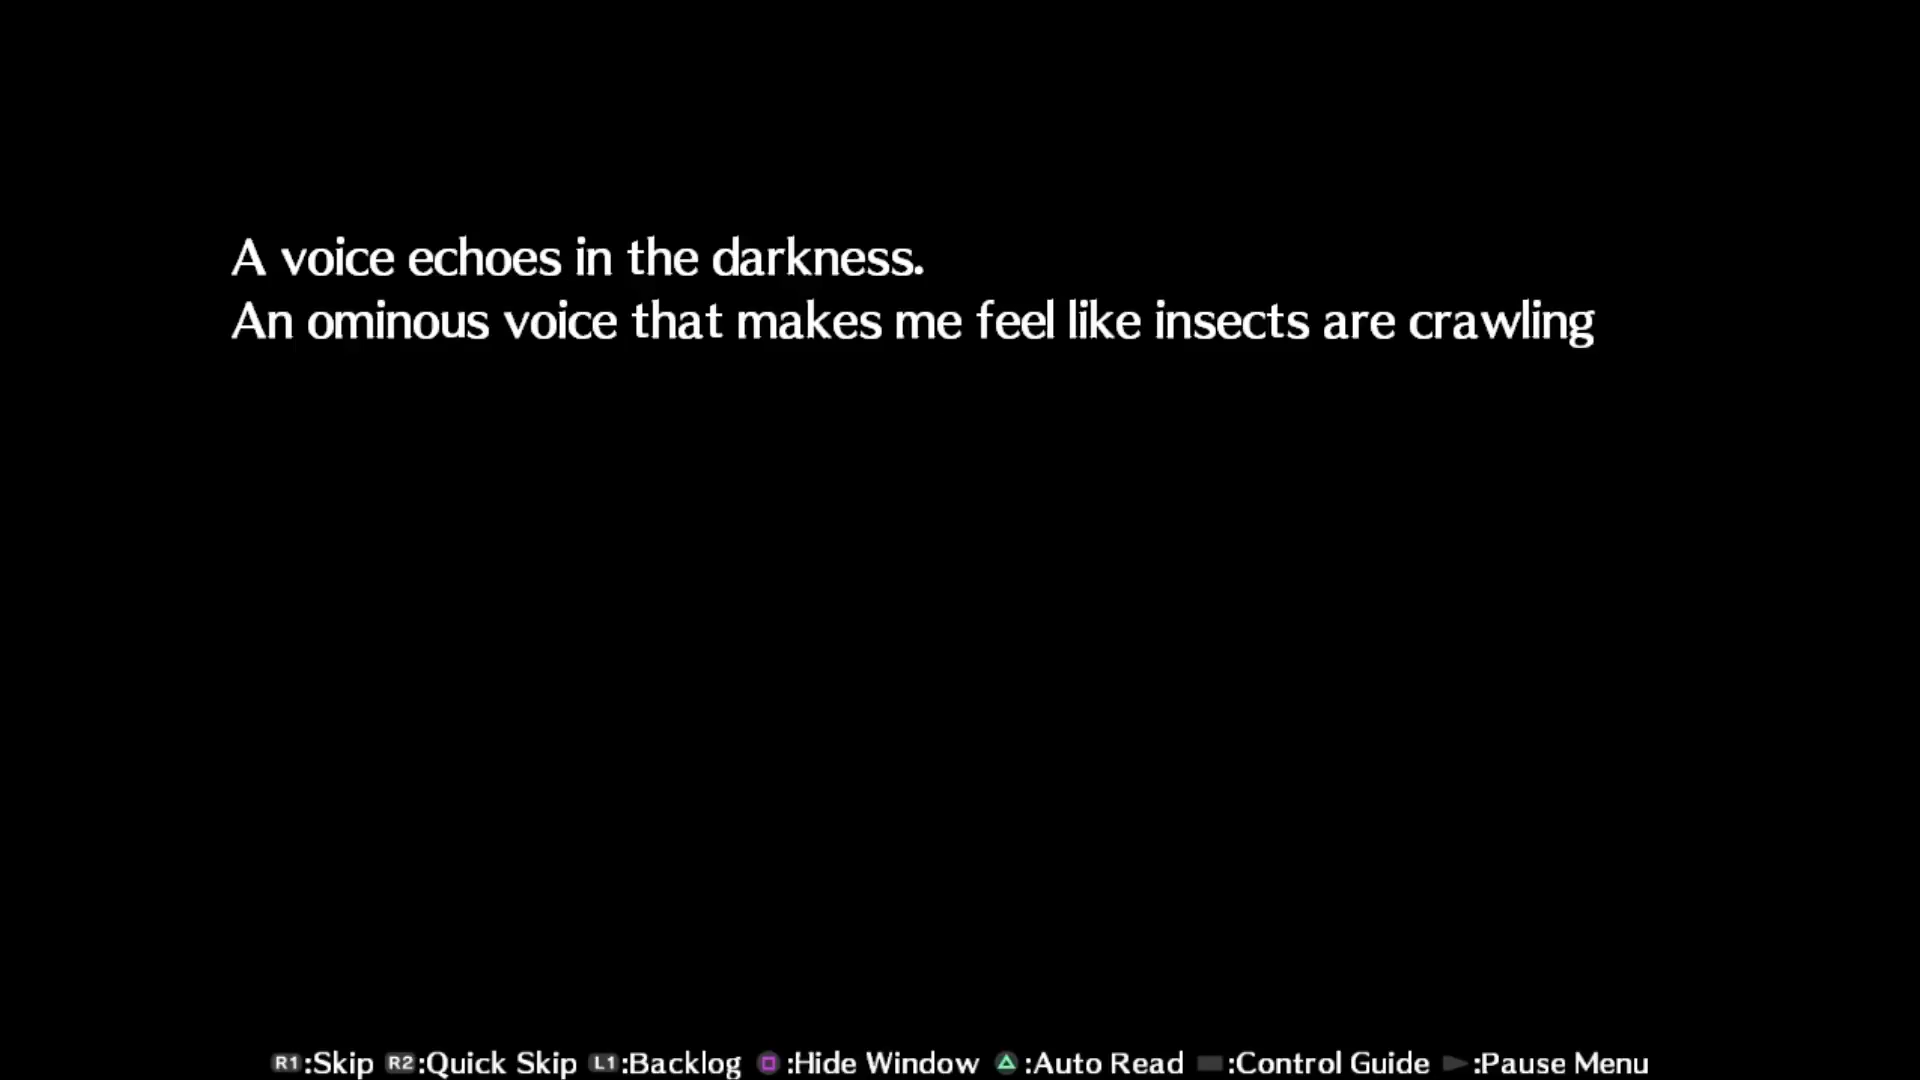 A voice echoes in the darkness.
An ominous voice that makes me feel like insects are crawling
R1:Skip R2:Quick Skip L1:Backlog :Hide Window :Auto Read :Control Guide :Pause Menu